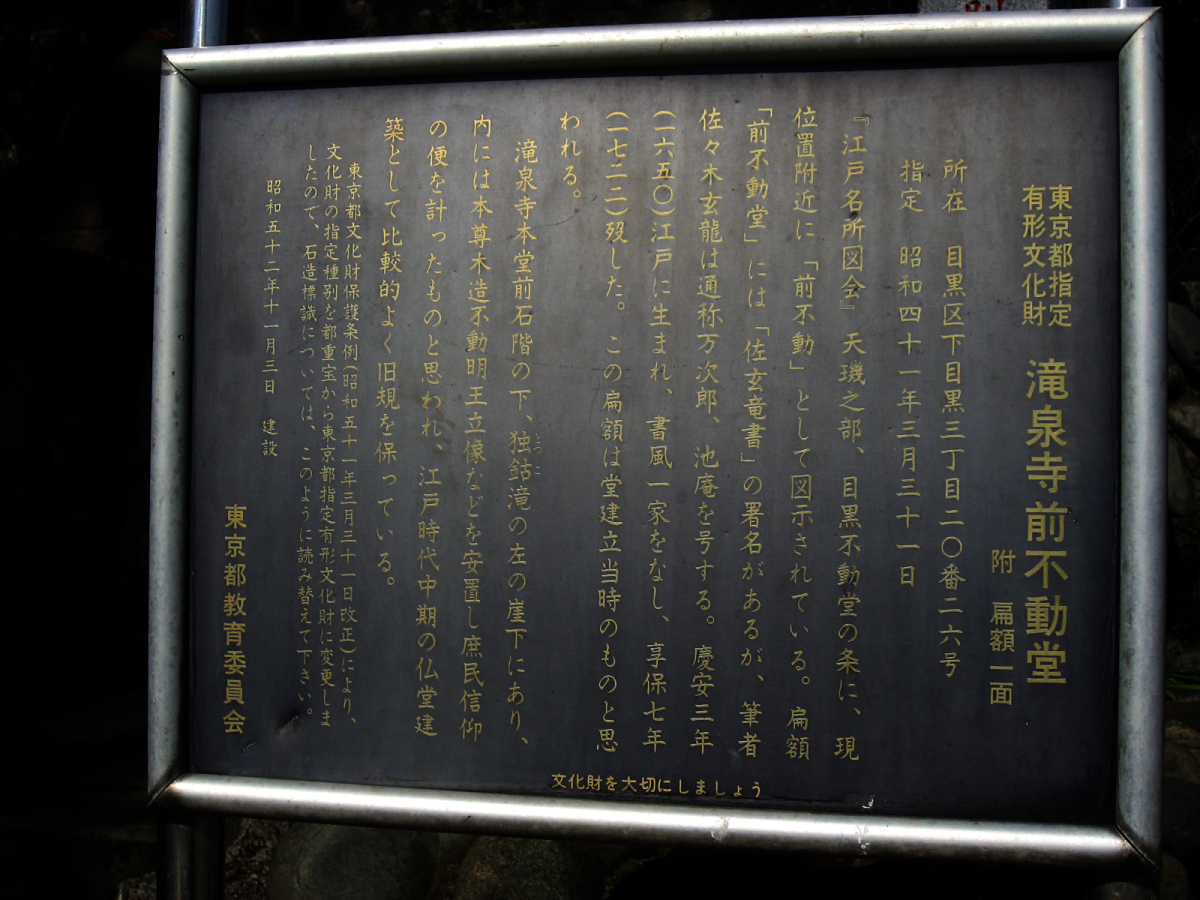 東京都指定
有形文化財
滝泉寺前不動堂
附 扁額一面
所在 目黒区下目黒三丁目二〇番二六号
指定 昭和四十一年三月三十一日
『江戸名所図会』天璣之部、目黒不動堂の条に、現
位置附近に「前不動」として図示されている。扁額
「前不動堂」には「佐玄竜書」の署名があるが、筆者
佐々木玄龍は通称万次郎、池庵を号する。慶安三年
(一六五〇)江戸に生まれ、書風一家をなし、享保七年
(一七二二)歿した。この扁額は堂建立当時のものと思
われる。
滝泉寺本堂前石階の下、独鈷滝の左の崖下にあり、
とつこ
内には本尊木造不動明王立像などを安置し庶民信仰
の便を計ったものと思われ、江戸時代中期の仏堂建
築として比較的よく旧規を保っている。
東京都文化財保護条例(昭和五十一年三月三十一日改正)により、
文化財の指定種別を都重宝から東京都指定有形文化財に変更しま
したので、石造標識については、このように読み替えて下さい。
昭和五十二年十一月三日 建設
東京都教育委員会
文化財を大切にしましょう